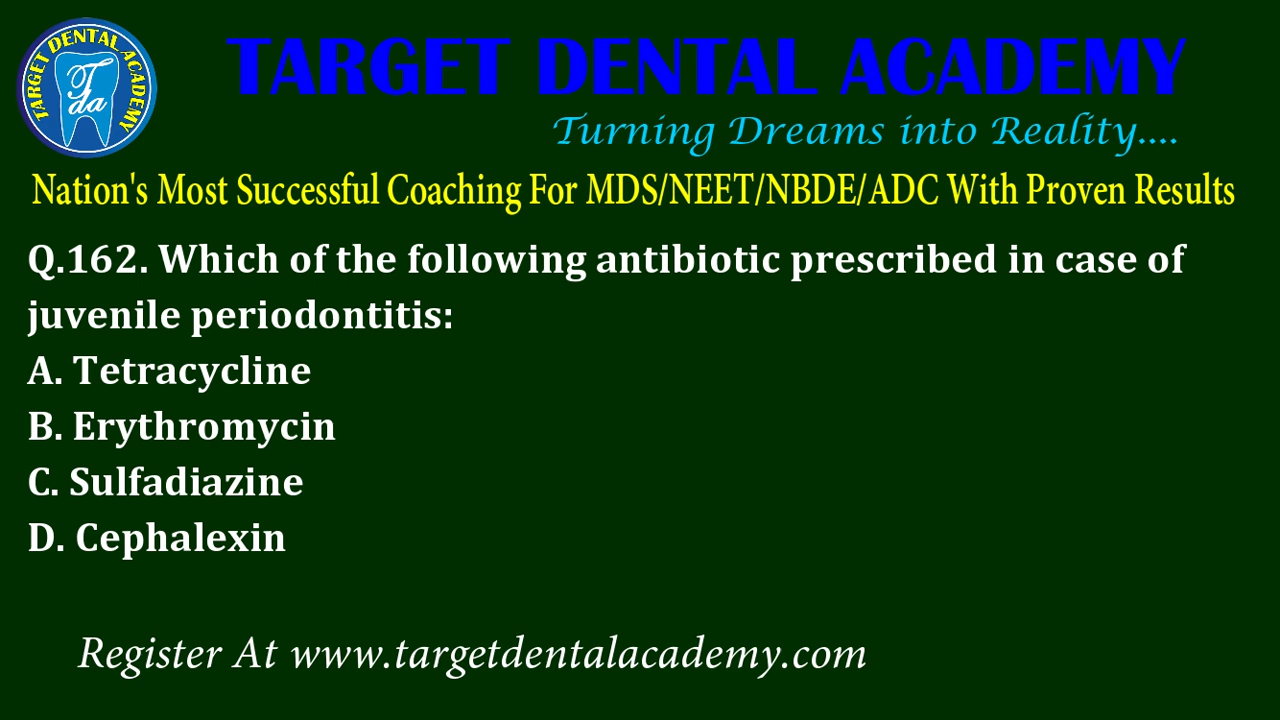 TARGET DENTAL ACADEMY
Tda
TARGET DENTAL ACADEMY
Turning Dreams into Reality....
Nation's Most Successful Coaching For MDS/NEET/NBDE/ADC With Proven Results
Q.162. Which of the following antibiotic prescribed in case of
juvenile periodontitis:
A. Tetracycline
B. Erythromycin
C. Sulfadiazine
D. Cephalexin
Register At www.targetdentalacademy.com